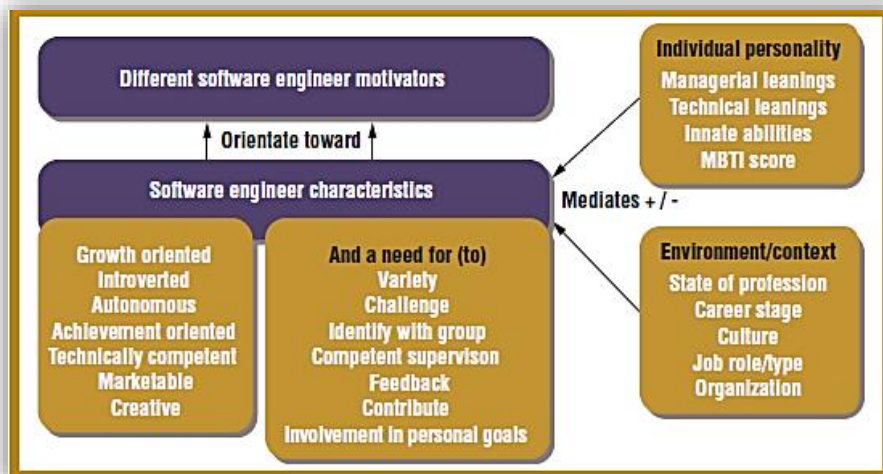 Different software engineer motivators
Orientate toward
Software engineer characteristics
Growth oriented
Introverted
Autonomous
Achievement oriented
Technically competent
Marketable
Creative
And a need for (to)
Variety
Challenge
Identify with group
Competent supervison
Feedback
Contribute
Involvement in personal goals
Mediates + / -
Individual personality
Managerial leanings
Technical leanings
Innate abilities
MBTI score
Environment/context
State of profession
Career stage
Culture
Job role/type
Organization